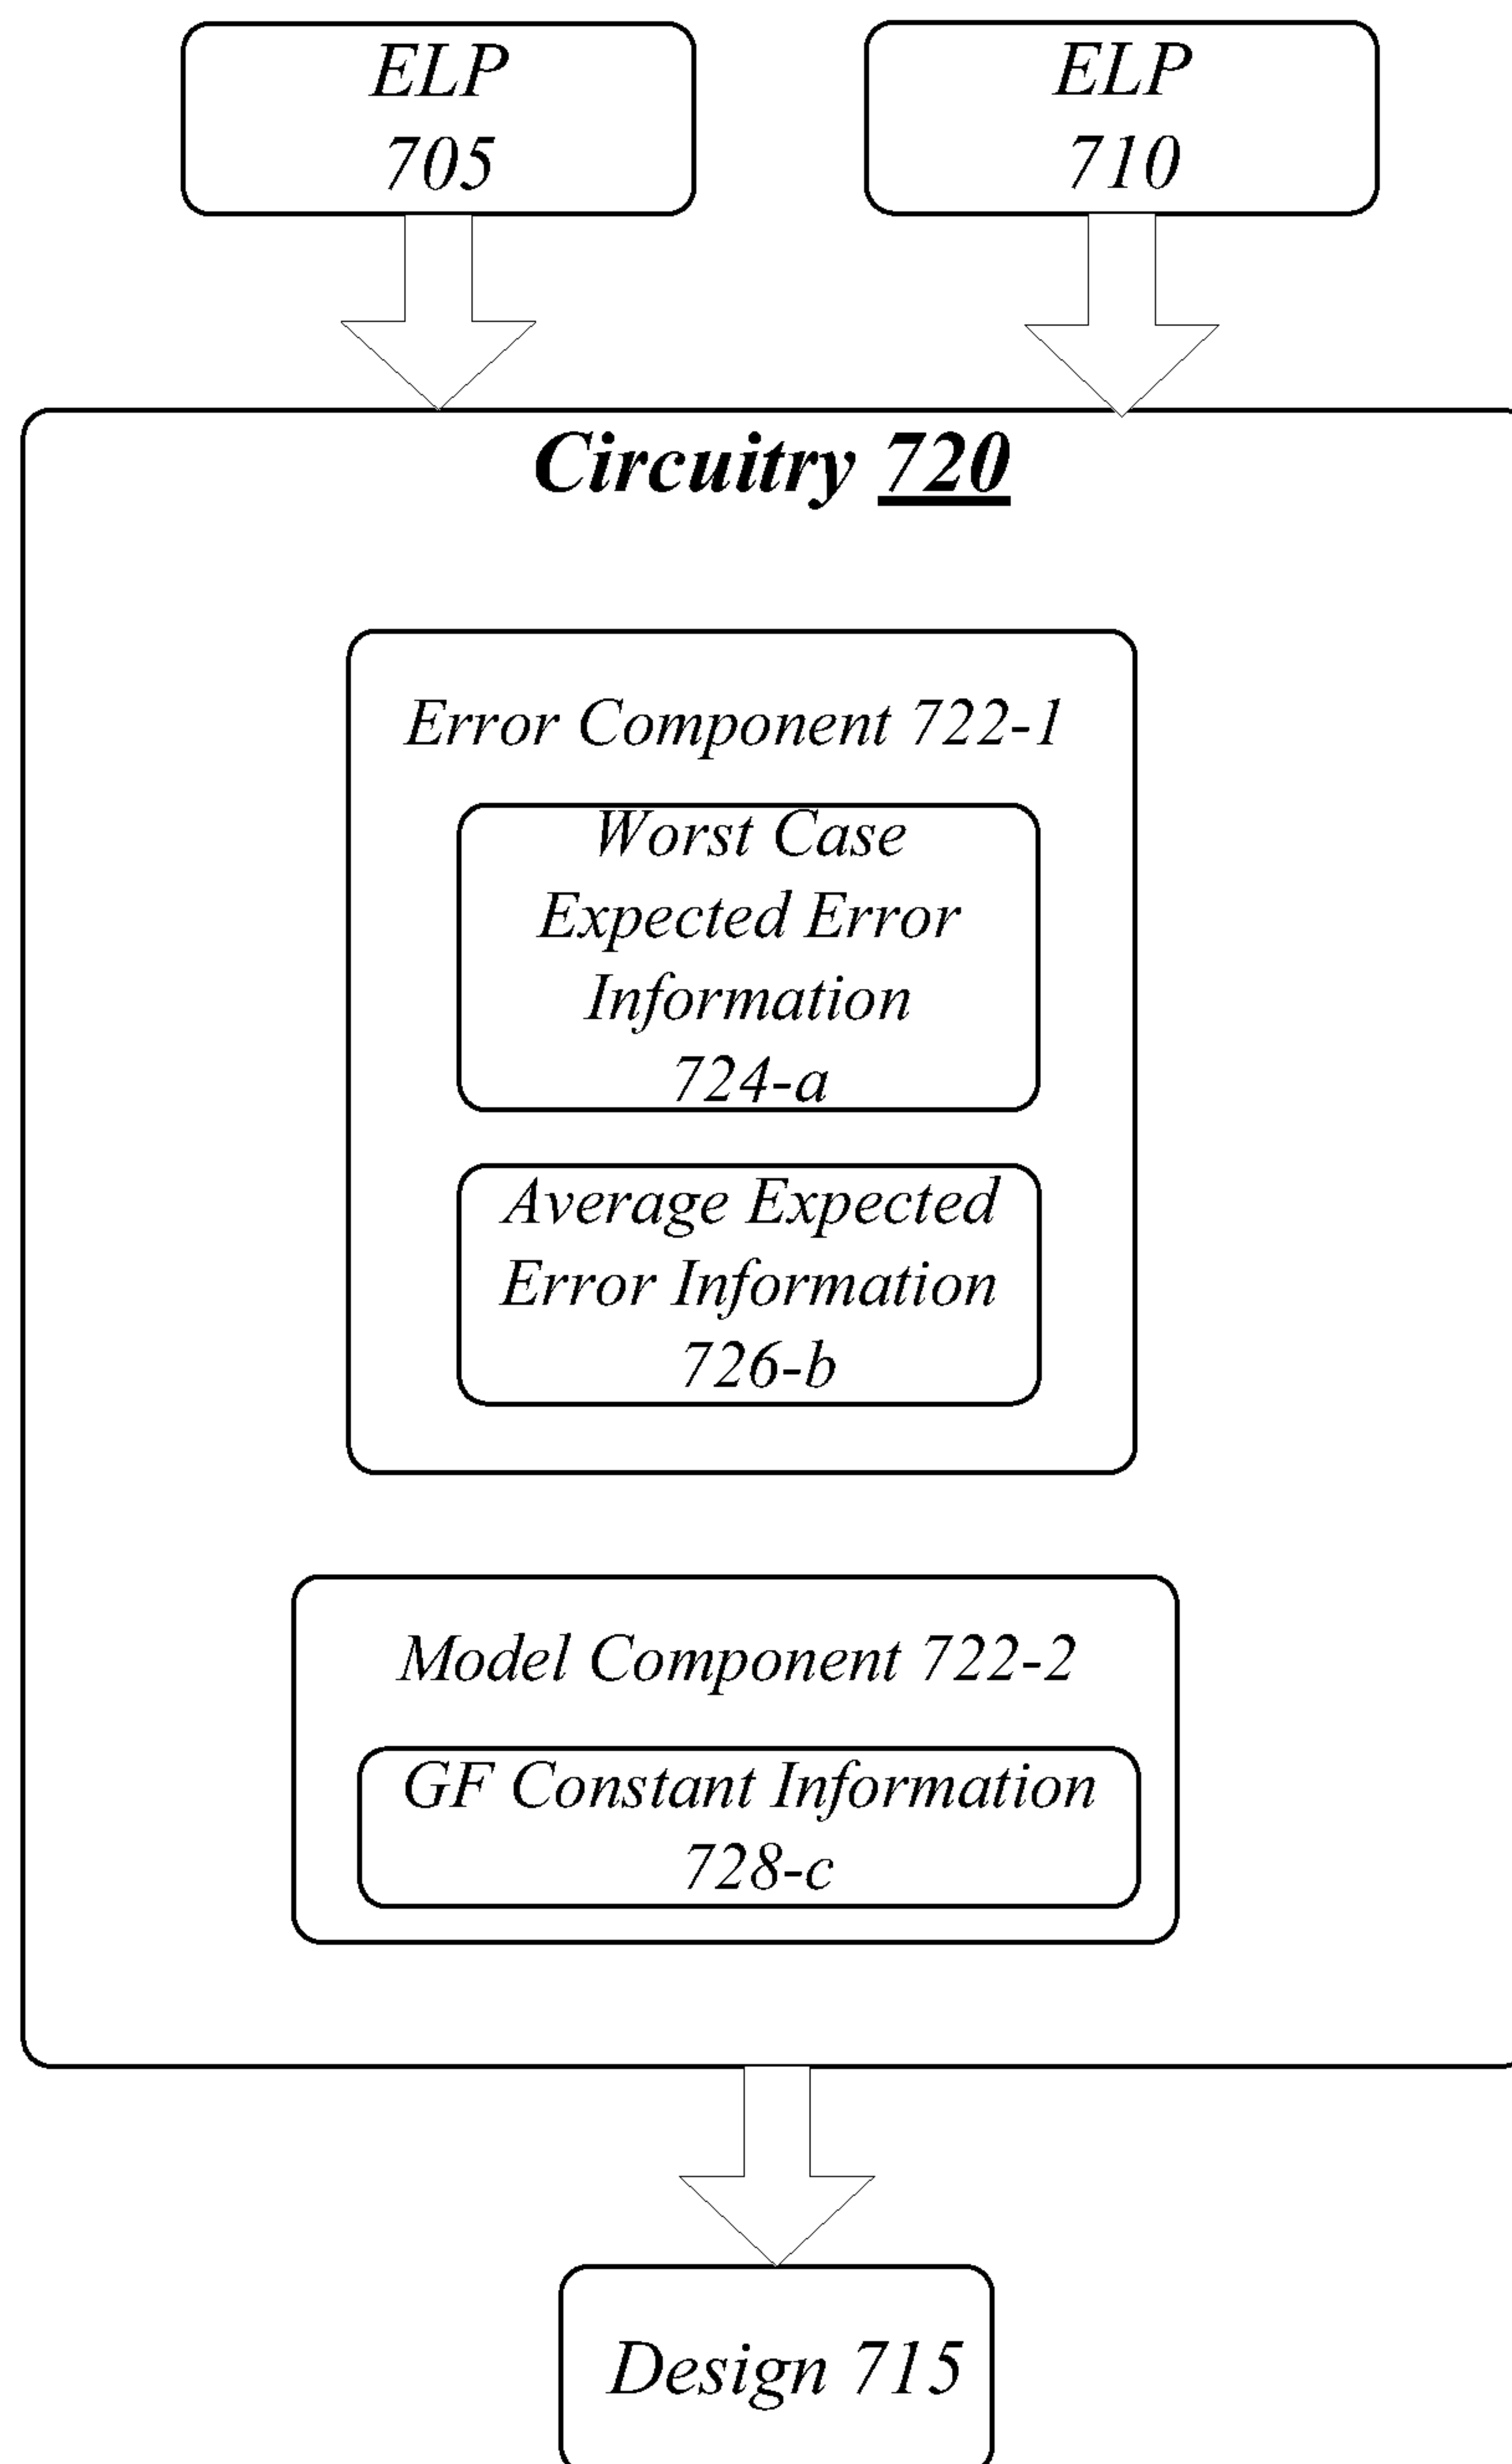 ELP
705
ELP
710
Circuitry 720
Error Component 722-1
Worst Case
Expected Error
Information
724-a
Average Expected
Error Information
726-b
Model Component 722-2
GF Constant Information
728-c
Design 715